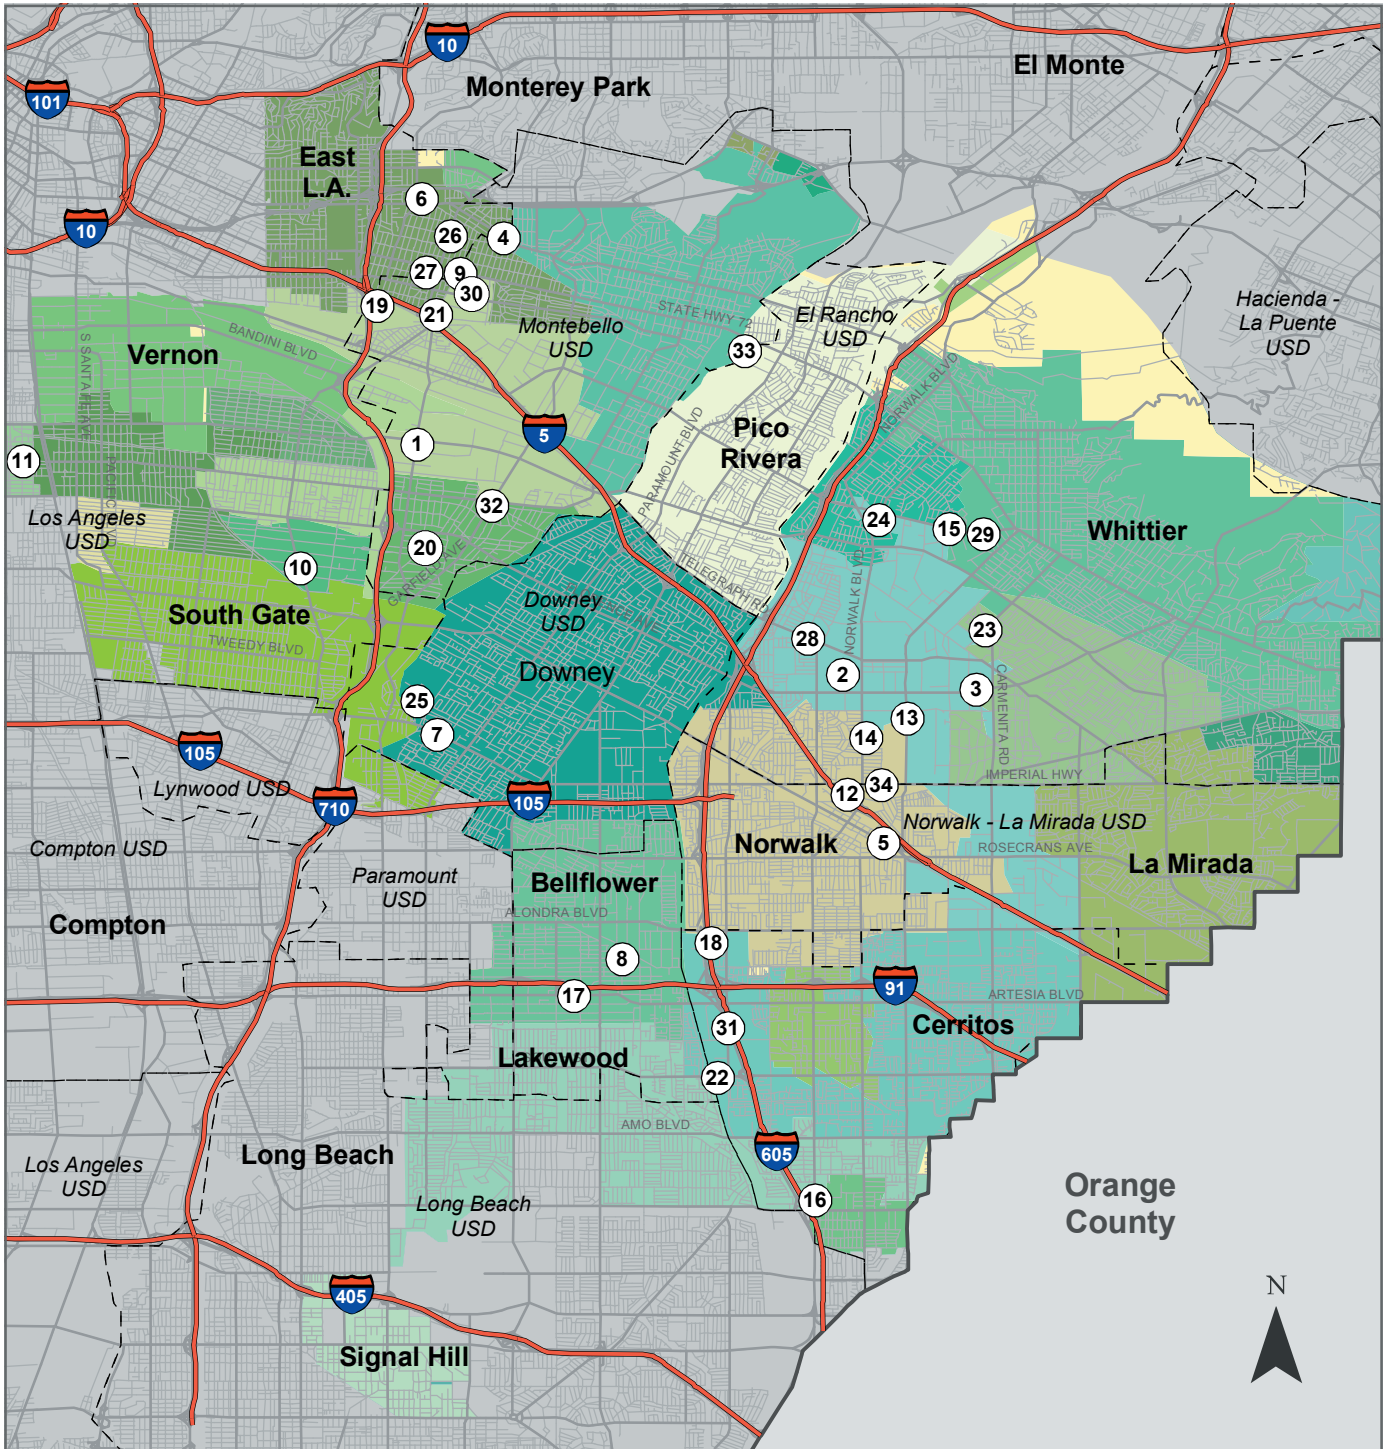 10
Monterey Park
El Monte
101
East
L.A.
6
10
26
4
27
9
30
19
21
Hacienda -
La Puente
USD
Montebello
USD
STATE HWY 72
El Rancho
USD
33
S SANTA FE AVE
Vernon
BANDINI BLVD
NORWALK BLVD
5
1
PARAMOUNT BLVD
Pico
Rivera
11
PACIFIC BLVD
Los Angeles
USD
32
24
15
29
Whittier
20
GARFIELD AVE
10
TELEGRAPH RD
South Gate
TWEEDY BLVD
Downey
USD
Downey
NORWALK BLVD
28
2
23
3
CARMENITA RD
25
7
13
14
105
IMPERIAL HWY
Lynwood USD
710
105
12
34
Norwalk - La Mirada USD
Compton USD
Norwalk
5
ROSECRANS AVE
La Mirada
Paramount
USD
Bellflower
ALONDRA BLVD
Compton
18
8
17
91
ARTESIA BLVD
31
Cerritos
Lakewood
22
AMO BLVD
Long Beach
605
Los Angeles
USD
Long Beach
USD
16
Orange
County
405
N
Signal Hill